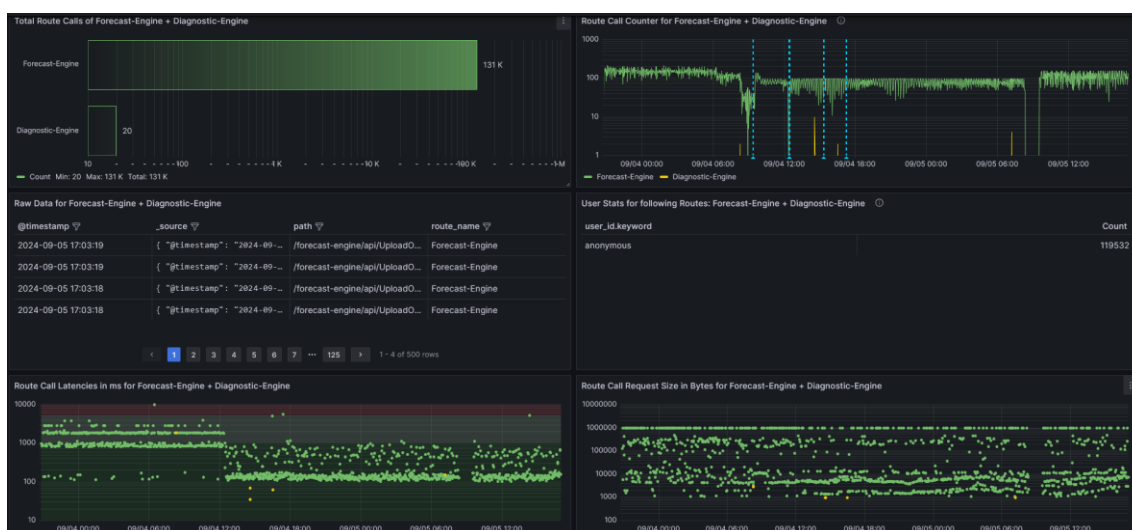 Total Route Calls of Forecast-Engine + Diagnostic-Engine
Forecast-Engine
131 K
Diagnostic-Engine
20
10 100 1 K 10 K 100 K 1 M
Count Min: 20 Max: 131 K Total: 131 K
Route Call Counter for Forecast-Engine + Diagnostic-Engine
1000
100
10
1
09/04 00:00 09/04 06:00 09/04 12:00 09/04 18:00 09/05 00:00 09/05 06:00 09/05 12:00
Forecast-Engine Diagnostic-Engine
Raw Data for Forecast-Engine + Diagnostic-Engine
@timestamp _source path route_name
2024-09-05 17:03:19 { "@timestamp": "2024-09-… /forecast-engine/api/UploadO… Forecast-Engine
2024-09-05 17:03:19 { "@timestamp": "2024-09-… /forecast-engine/api/UploadO… Forecast-Engine
2024-09-05 17:03:18 { "@timestamp": "2024-09-… /forecast-engine/api/UploadO… Forecast-Engine
2024-09-05 17:03:18 { "@timestamp": "2024-09-… /forecast-engine/api/UploadO… Forecast-Engine
< 1 2 3 4 5 6 7 ••• 125 > 1 - 4 of 500 rows
User Stats for following Routes: Forecast-Engine + Diagnostic-Engine
user_id.keyword Count
anonymous 119532
Route Call Latencies in ms for Forecast-Engine + Diagnostic-Engine
10000
1000
100
10
09/04 00:00 09/04 06:00 09/04 12:00 09/04 18:00 09/05 00:00 09/05 06:00 09/05 12:00
Route Call Request Size in Bytes for Forecast-Engine + Diagnostic-Engine
10000000
1000000
100000
10000
1000
100
09/04 00:00 09/04 06:00 09/04 12:00 09/04 18:00 09/05 00:00 09/05 06:00 09/05 12:00